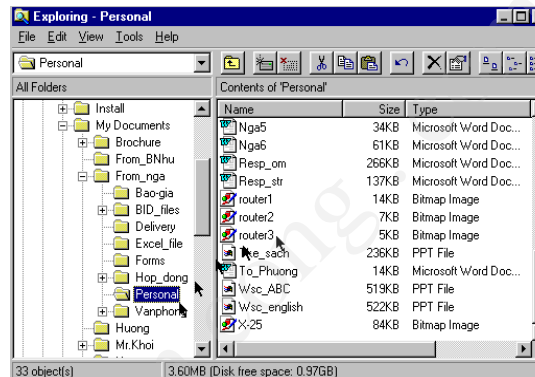 Exploring - Personal
File Edit View Tools Help
Personal
All Folders
Contents of 'Personal'
Install
My Documents
Brochure
From_BNhu
From_nga
Bao-gia
BID_files
Delivery
Excel_file
Forms
Hop_dong
Personal
Vanphong
Huong
Mr.Khoi
Name Size Type
Nga5 34KB Microsoft Word Doc...
Nga6 61KB Microsoft Word Doc...
Resp_om 266KB Microsoft Word Doc...
Resp_str 137KB Microsoft Word Doc...
router1 14KB Bitmap Image
router2 7KB Bitmap Image
router3 5KB Bitmap Image
236KB PPT File
To_Phuong 14KB Microsoft Word Doc...
Wsc_ABC 519KB PPT File
Wsc_english 522KB PPT File
X-25 84KB Bitmap Image
33 object(s) 3.60MB (Disk free space: 0.97GB)